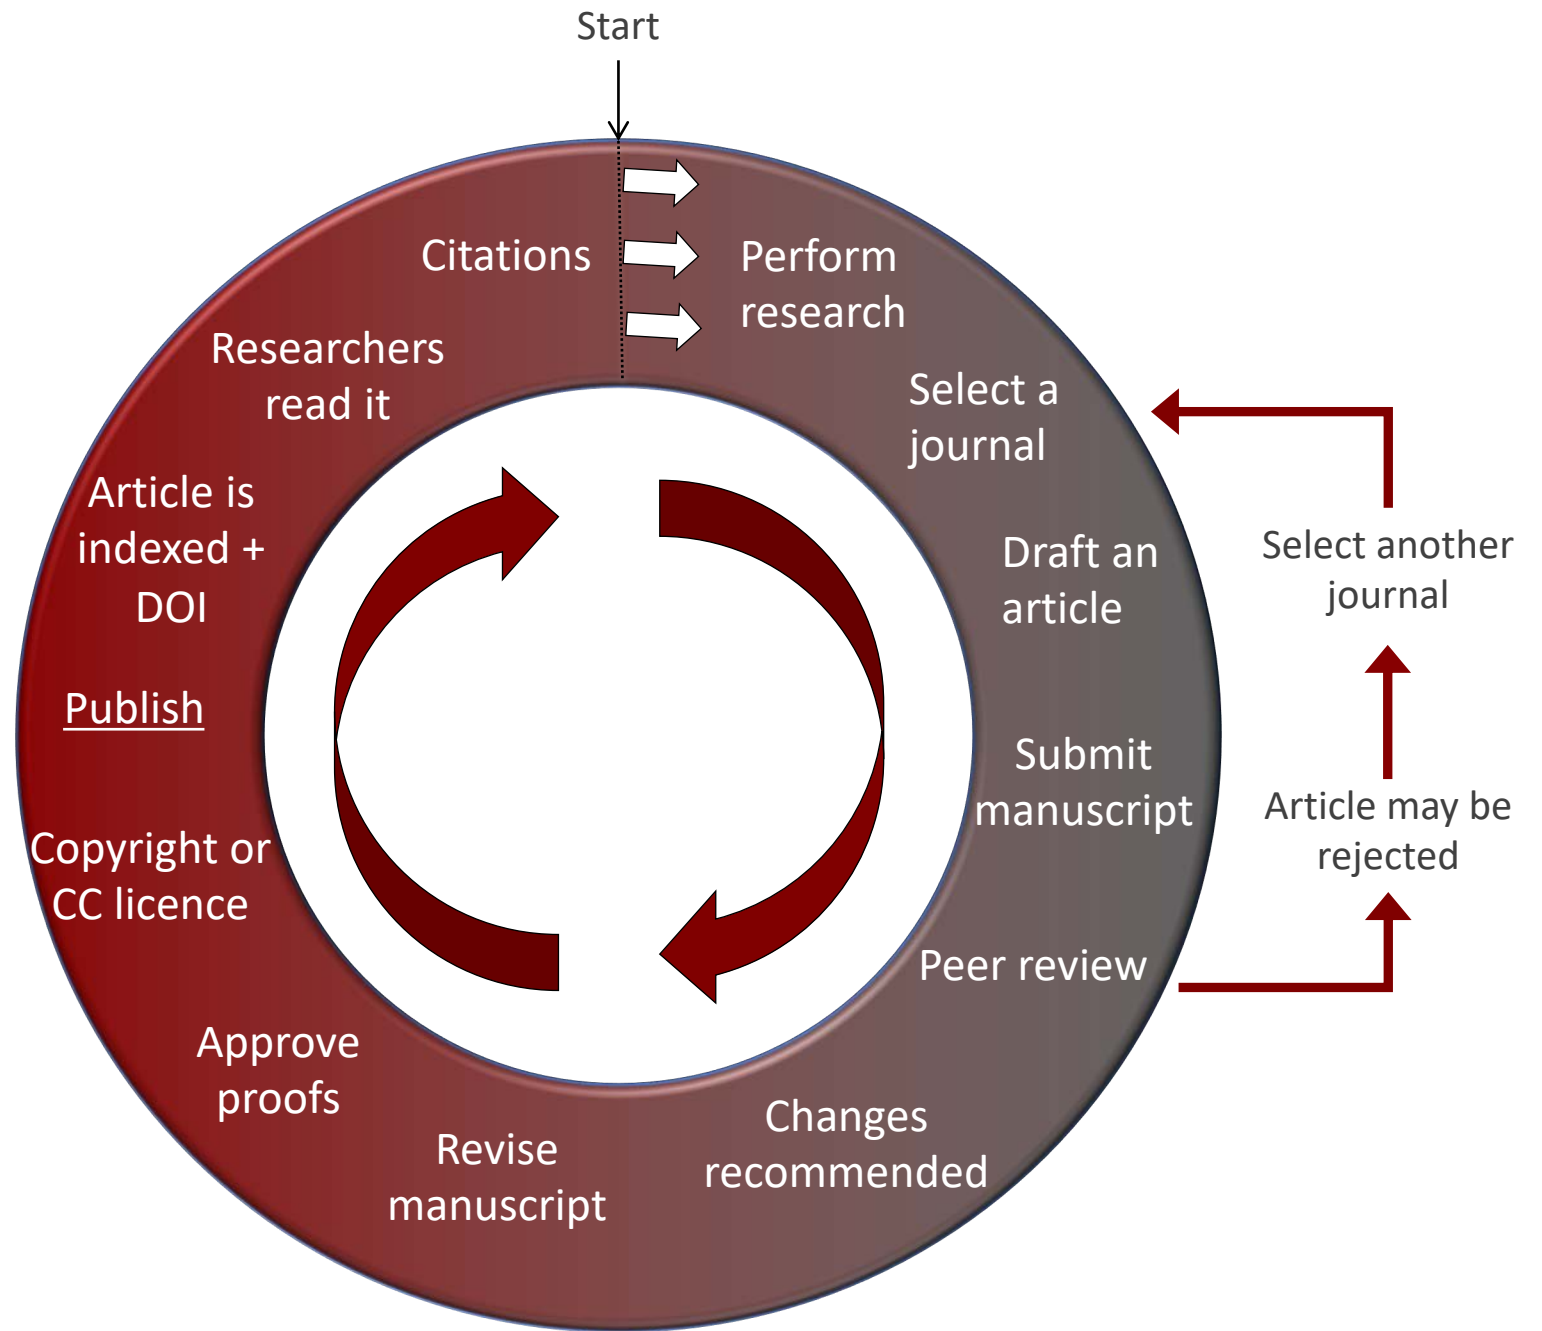 Start
Perform
research
Select a
journal
Draft an
article
Submit
manuscript
Peer review
Changes
recommended
Revise
manuscript
Approve
proofs
Copyright or
CC licence
Publish
Article is
indexed +
DOI
Researchers
read it
Citations
Article may be
rejected
Select another
journal